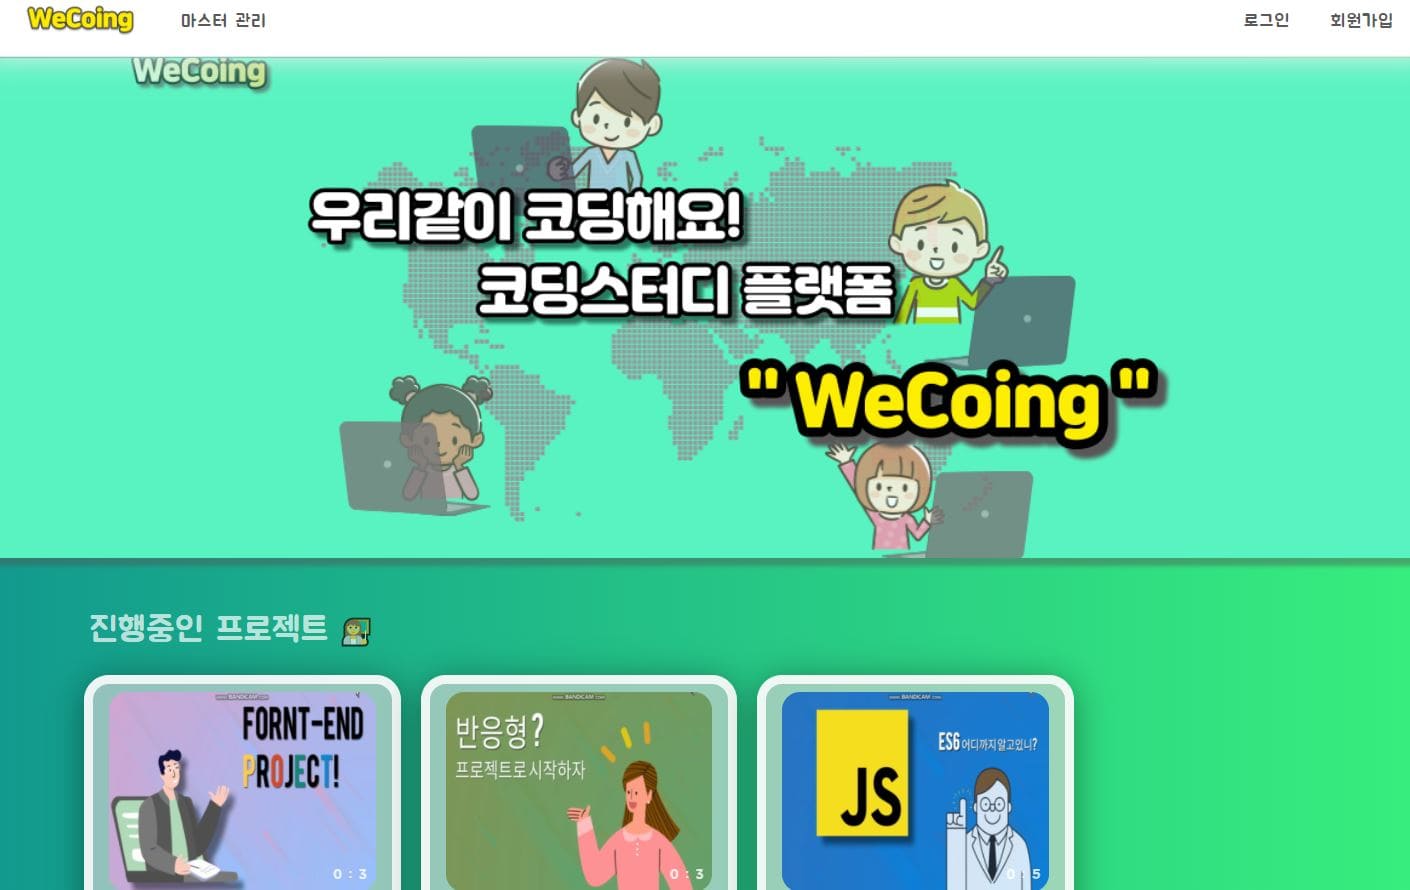 WeCoing 마스터 관리 로그인 회원가입
WeCoing
우리같이 코딩해요!
코딩스터디 플랫폼
" WeCoing "
진행중인 프로젝트
www.BANDICAM.com
FORNT-END
PROJECT!
0 : 3
www.BANDICAM.com
반응형?
프로젝트로 시작하자
0 : 3
www.BANDICAM.com
JS
ES6 어디까지 알고있니?
0 : 5